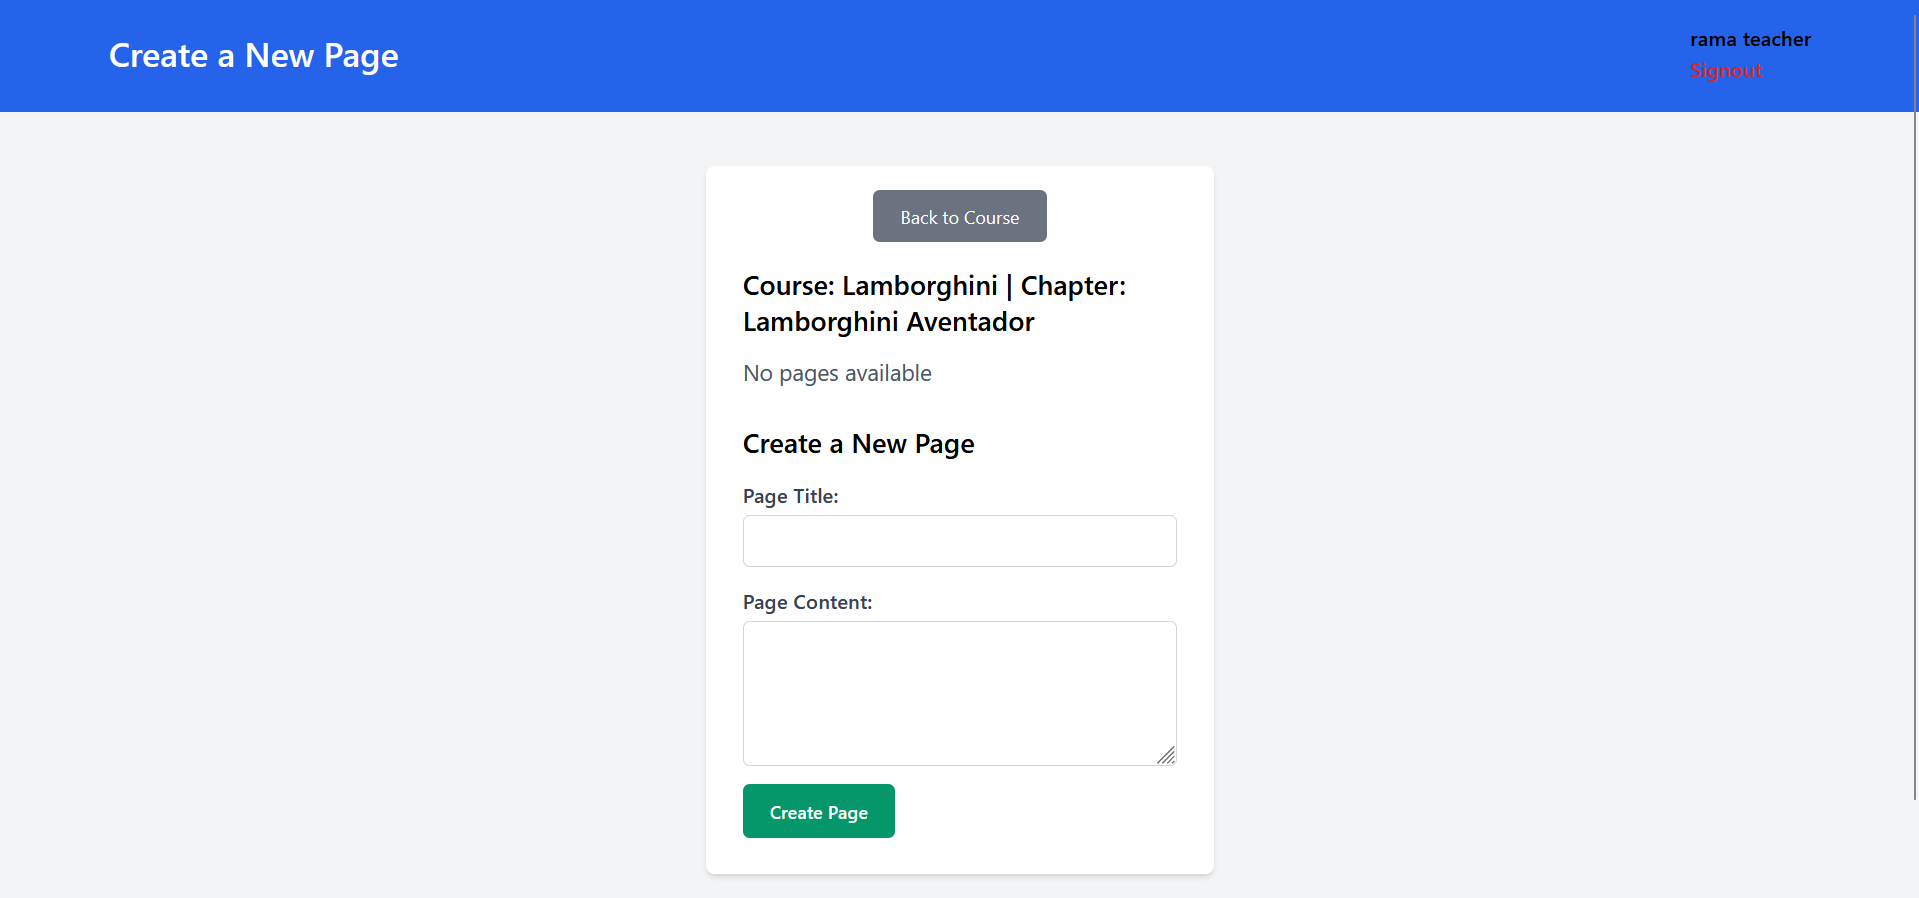 Create a New Page
rama teacher
Signout
Back to Course
Course: Lamborghini | Chapter:
Lamborghini Aventador
No pages available
Create a New Page
Page Title:
Page Content:
Create Page